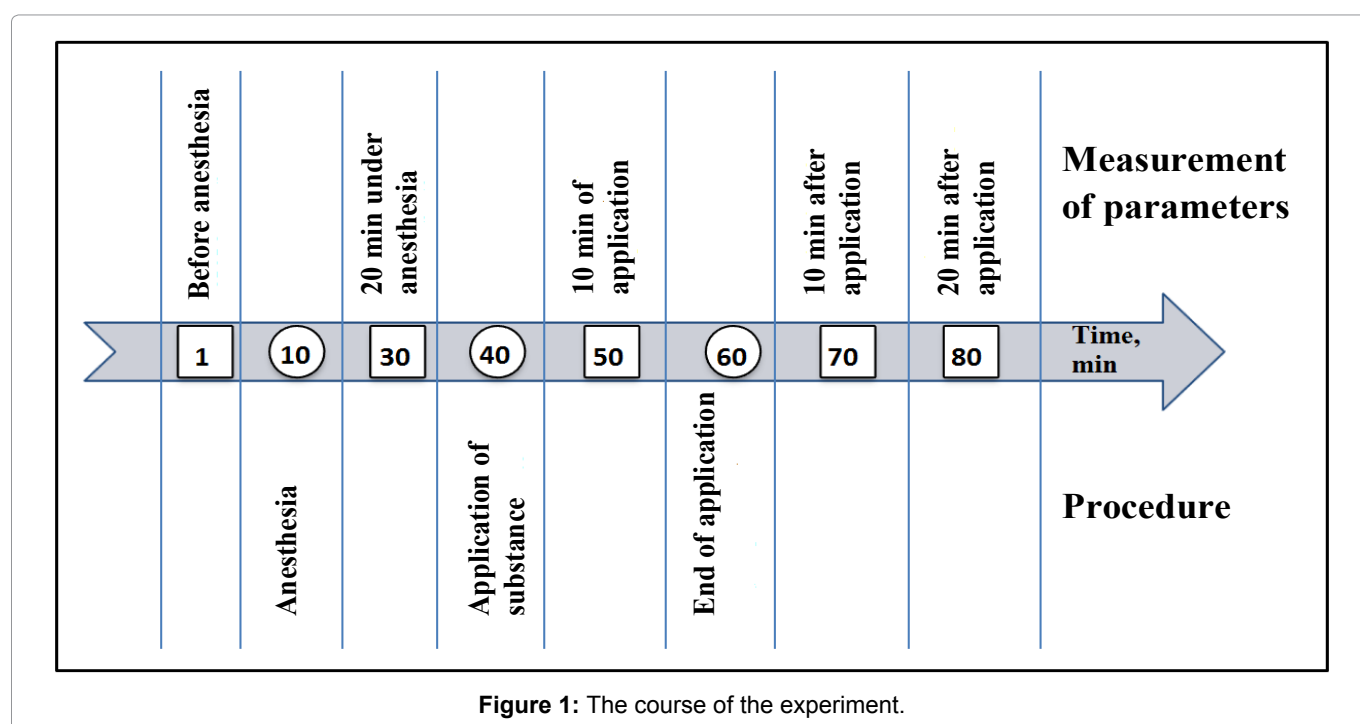 Before anesthesia
20 min under
anesthesia
10 min of
application
10 min after
application
20 min after
application
Measurement
of parameters
1
10
30
40
50
60
70
80
Time,
min
Anesthesia
Application of
substance
End of application
Procedure
Figure 1: The course of the experiment.